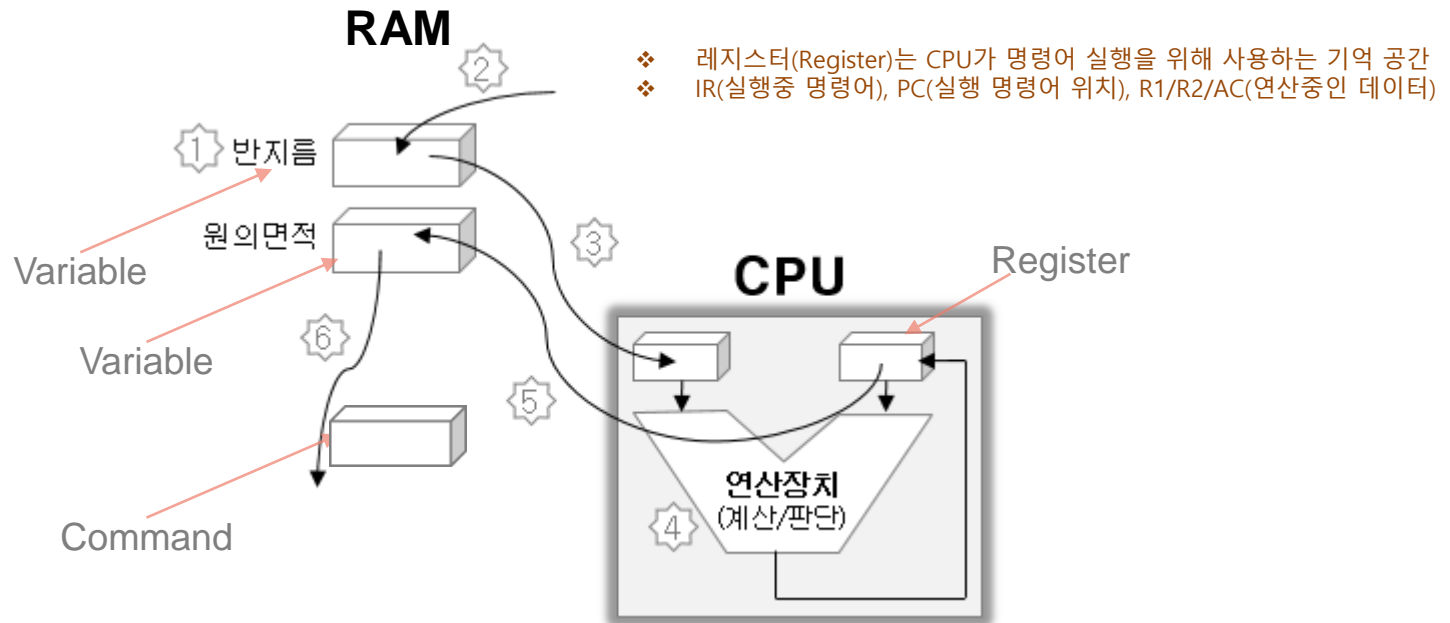 RAM
❖ 레지스터(Register)는 CPU가 명령어 실행을 위해 사용하는 기억 공간
❖ IR(실행중 명령어), PC(실행 명령어 위치), R1/R2/AC(연산중인 데이터)
2
1 반지름
원의면적
3
Variable
CPU
Register
6
Variable
5
연산장치
(계산/판단)
4
Command